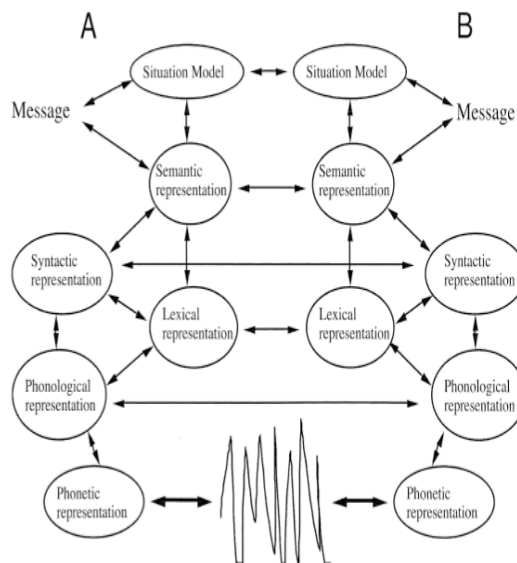 A
B
Situation Model
Situation Model
Message
Message
Semantic
representation
Semantic
representation
Syntactic
representation
Syntactic
representation
Lexical
representation
Lexical
representation
Phonological
representation
Phonological
representation
Phonetic
representation
Phonetic
representation